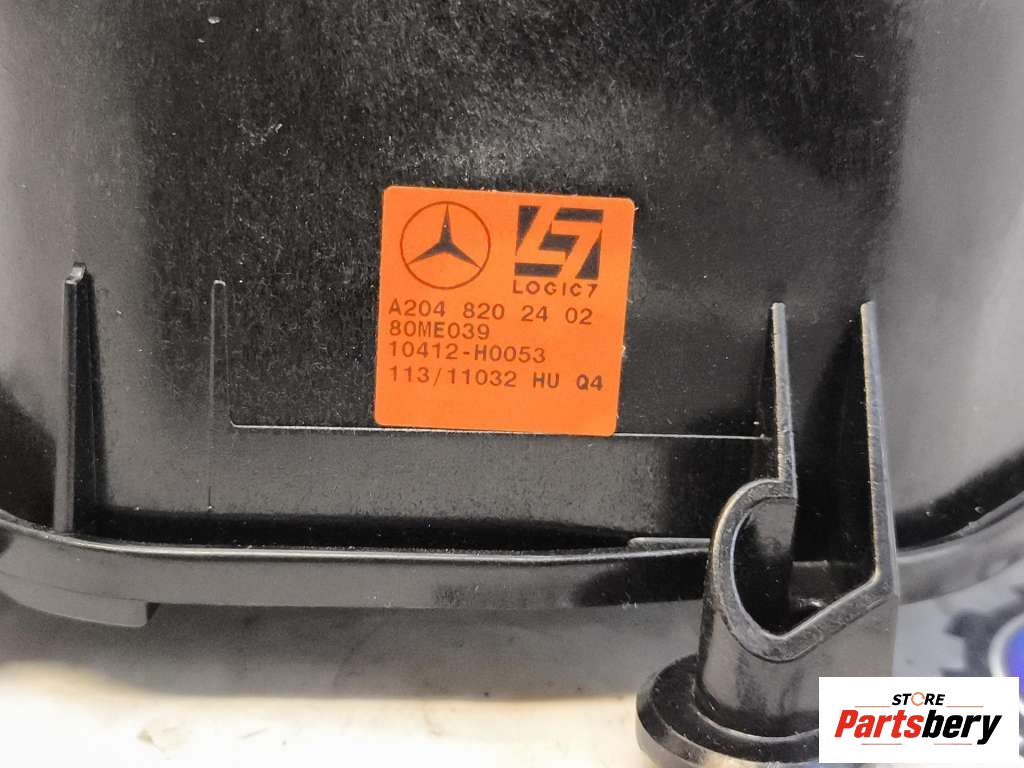 LOGIC7
A204 820 24 02
80ME039
10412-H0053
113/11032 HU Q4
STORE
Partsbery